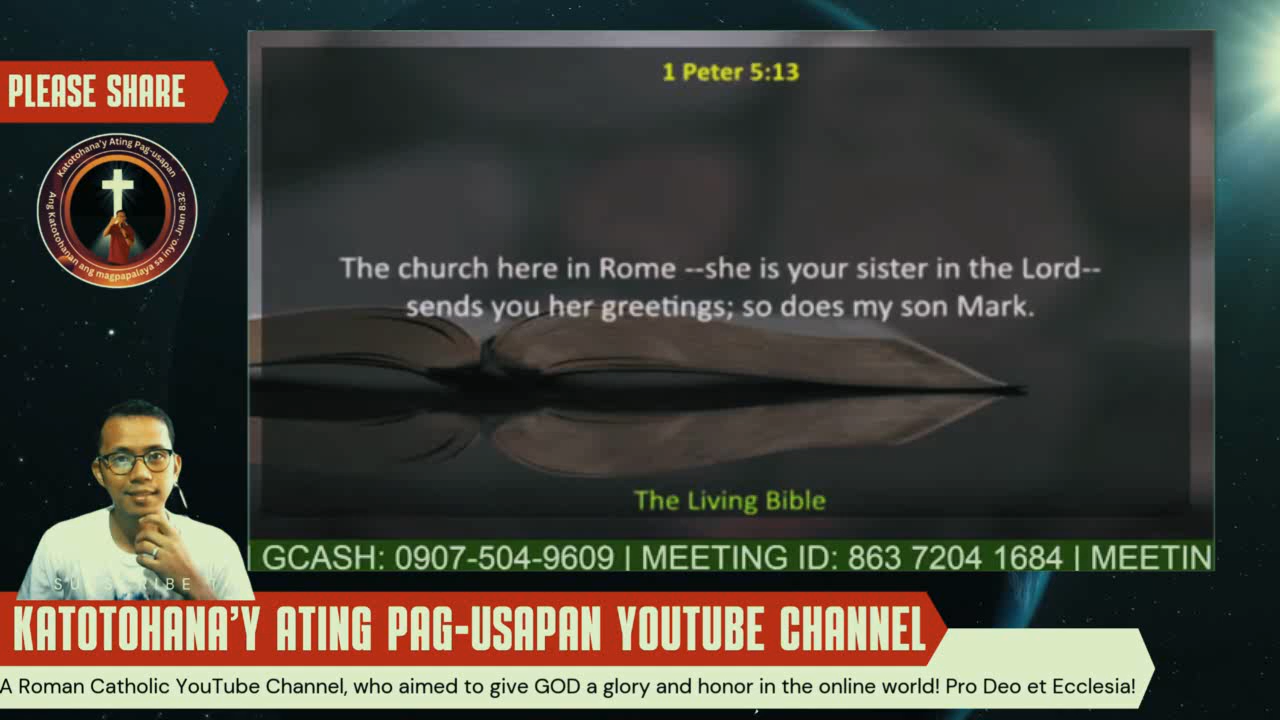 PLEASE SHARE
Katotohana'y Ating Pag-usapan
Ang Katotohanan ang magpapalaya sa inyo. Juan 8:32
1 Peter 5:13
The church here in Rome --she is your sister in the Lord--
sends you her greetings; so does my son Mark.
The Living Bible
GCASH: 0907-504-9609 | MEETING ID: 863 7204 1684 | MEETIN
SUBSCRIBE
KATOTOHANA'Y ATING PAG-USAPAN YOUTUBE CHANNEL
A Roman Catholic YouTube Channel, who aimed to give GOD a glory and honor in the online world! Pro Deo et Ecclesia!